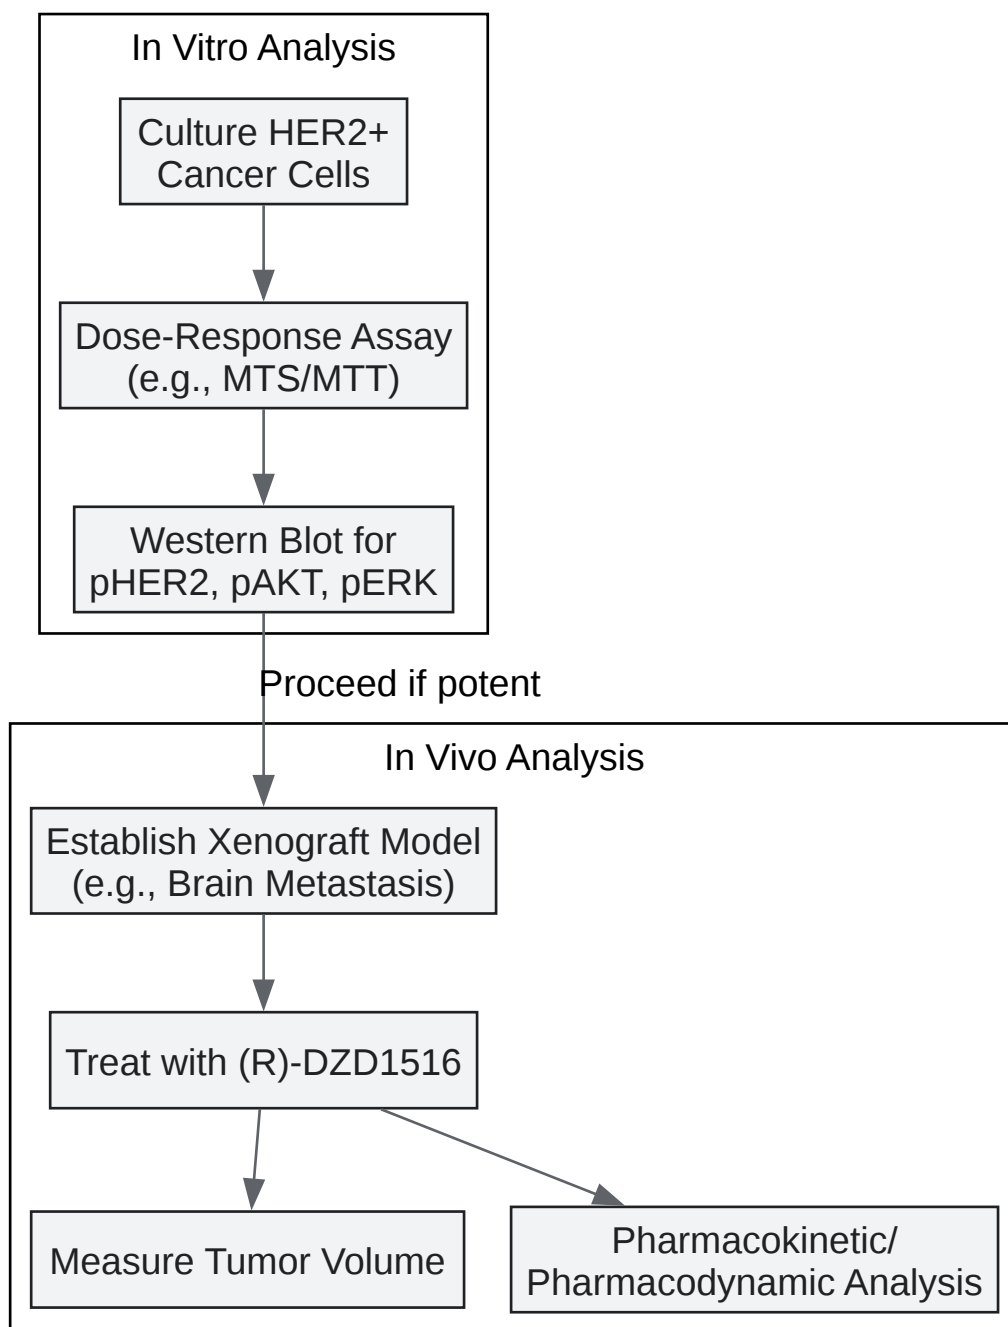 In Vitro Analysis
Culture HER2+
Cancer Cells
Dose-Response Assay
(e.g., MTS/MTT)
Western Blot for
pHER2, pAKT, pERK
Proceed if potent
In Vivo Analysis
Establish Xenograft Model
(e.g., Brain Metastasis)
Treat with (R)-DZD1516
Measure Tumor Volume
Pharmacokinetic/
Pharmacodynamic Analysis